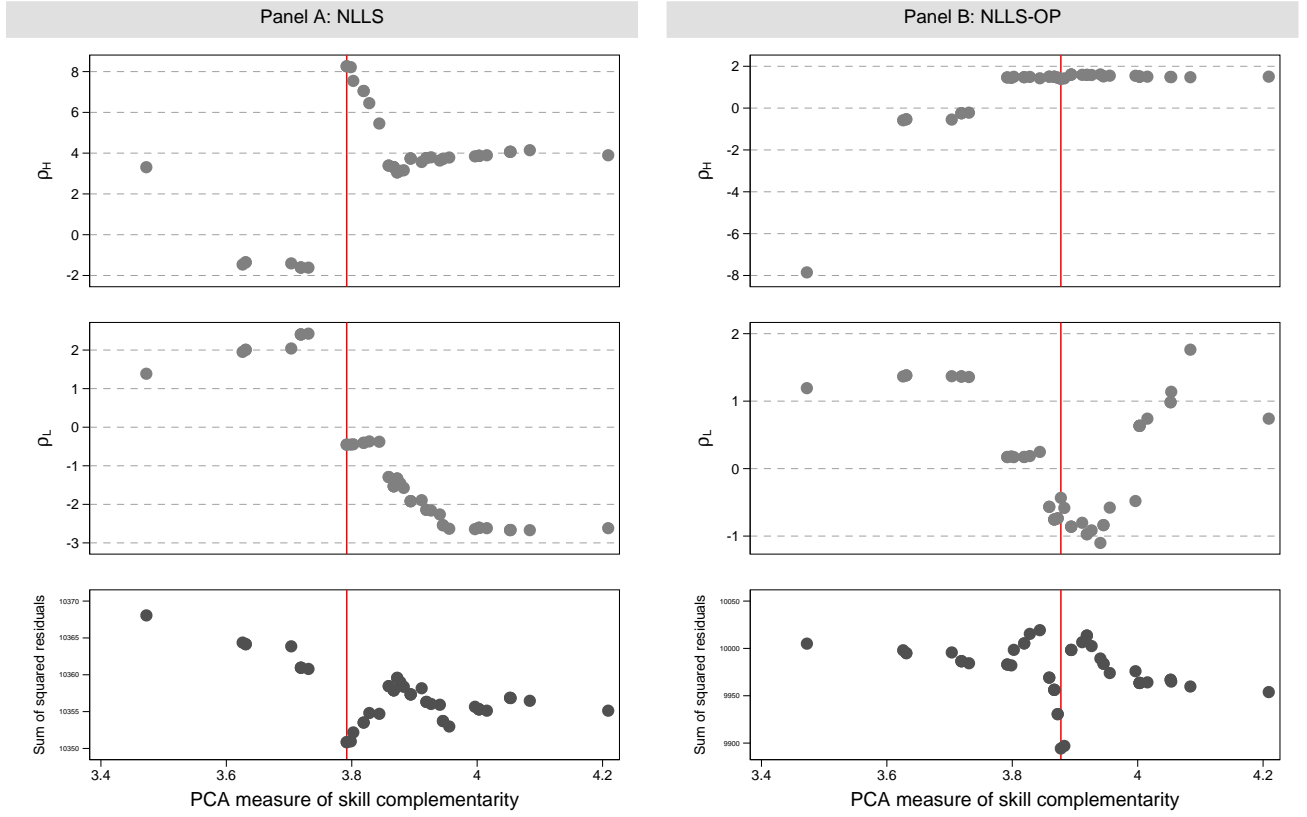 Panel A: NLLS
8
6
4
2
0
-2
ρH
2
1
0
-1
-2
-3
ρL
10370
10365
10360
10355
10350
Sum of squared residuals
3.4 3.6 3.8 4 4.2
PCA measure of skill complementarity
Panel B: NLLS-OP
2
0
-2
-4
-6
-8
ρH
2
1
0
-1
ρL
10050
10000
9950
9900
Sum of squared residuals
3.4 3.6 3.8 4 4.2
PCA measure of skill complementarity